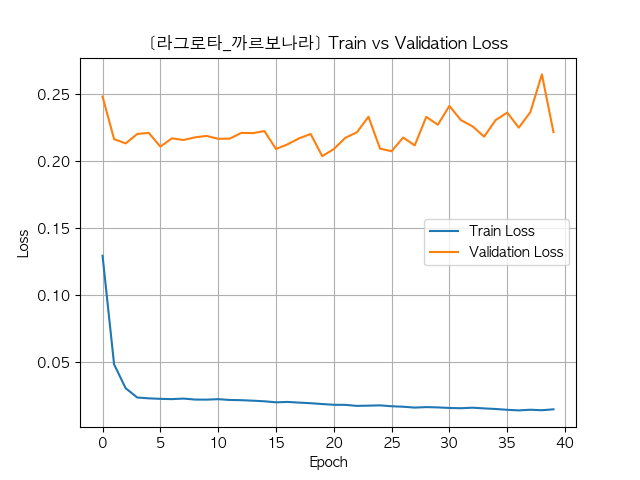 [라그로타_까르보나라] Train vs Validation Loss
0.25
0.20
0.15
0.10
0.05
Loss
Train Loss
Validation Loss
0 5 10 15 20 25 30 35 40
Epoch